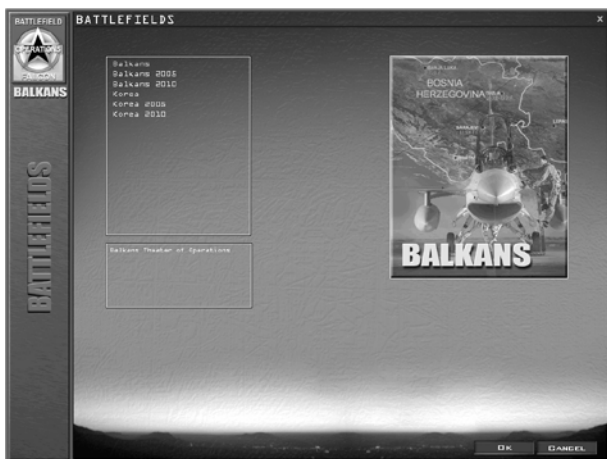 BATTLEFIELD
OPERATIONS
FALCON
BALKANS
BATTLEFIELDS
BATTLEFIELDS
x
Balkans
Balkans 2005
Balkans 2010
Korea
Korea 2005
Korea 2010
Balkans Theater of Operations
BOSNIA
HERZEGOVINA
BALKANS
OK
CANCEL